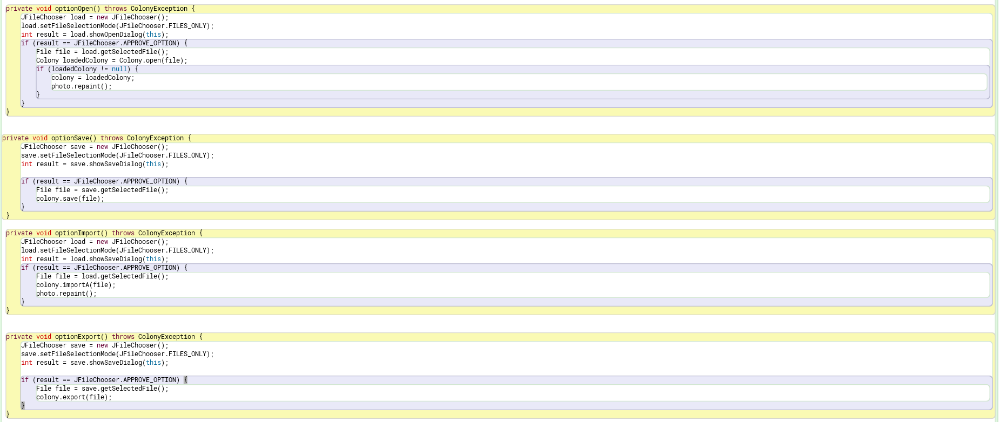 private void optionOpen() throws ColonyException {
    JFileChooser load = new JFileChooser();
    load.setFileSelectionMode(JFileChooser.FILES_ONLY);
    int result = load.showOpenDialog(this);
    if (result == JFileChooser.APPROVE_OPTION) {
        File file = load.getSelectedFile();
        Colony loadedColony = Colony.open(file);
        if (loadedColony != null) {
            colony = loadedColony;
            photo.repaint();
        }
    }
}
private void optionSave() throws ColonyException {
    JFileChooser save = new JFileChooser();
    save.setFileSelectionMode(JFileChooser.FILES_ONLY);
    int result = save.showSaveDialog(this);
    if (result == JFileChooser.APPROVE_OPTION) {
        File file = save.getSelectedFile();
        colony.save(file);
    }
}
private void optionImport() throws ColonyException {
    JFileChooser load = new JFileChooser();
    load.setFileSelectionMode(JFileChooser.FILES_ONLY);
    int result = load.showSaveDialog(this);
    if (result == JFileChooser.APPROVE_OPTION) {
        File file = load.getSelectedFile();
        colony.importA(file);
        photo.repaint();
    }
}
private void optionExport() throws ColonyException {
    JFileChooser save = new JFileChooser();
    save.setFileSelectionMode(JFileChooser.FILES_ONLY);
    int result = save.showSaveDialog(this);
    if (result == JFileChooser.APPROVE_OPTION) {
        File file = save.getSelectedFile();
        colony.export(file);
    }
}